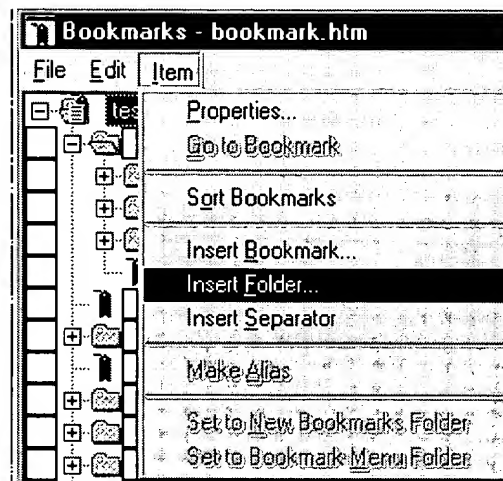 Bookmarks - bookmark.htm
File Edit Item
Properties...
Go to Bookmark
Sort Bookmarks
Insert Bookmark...
Insert Folder...
Insert Separator
Make Alias
Set to New Bookmarks Folder
Set to Bookmark Menu Folder